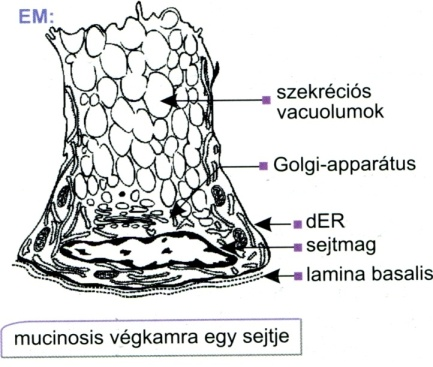 EM:
szekréciós
vacuolumok
Golgi-apparátus
dER
sejtmag
lamina basalis
mucinosis végkamra egy sejtje